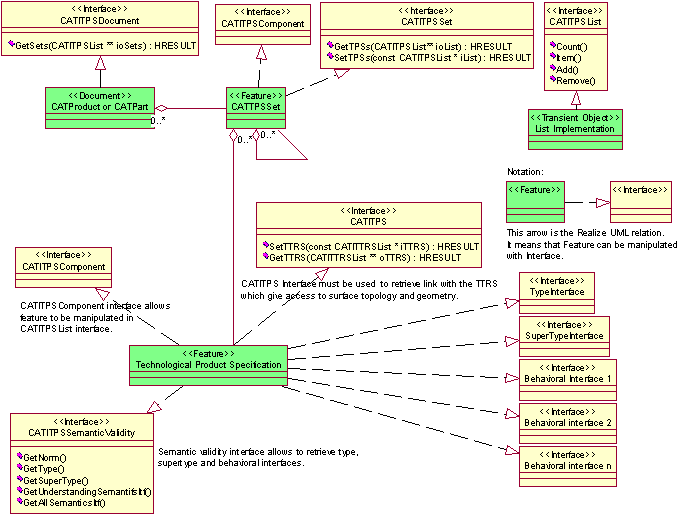 <<Interface>>
CATITPSDocument
GetSets(CATITPSList ** ioSets) : HRESULT
<<Interface>>
CATITPSComponent
<<Interface>>
CATITPSSet
GetTPSs(CATITPSList** ioList) : HRESULT
SetTPSs(const CATITPSList * iList) : HRESULT
<<Interface>>
CATITPSList
Count()
Item()
Add()
Remove()
<<Document>>
CATProduct or CATPart
0..*
<<Feature>>
CATTPSSet
0..*
0..*
<<Transient Object>>
List Implementation
Notation:
<<Feature>>
<<Interface>>
This arrow is the Realize UML relation.
It means that Feature can be manipulated
with Interface.
<<Interface>>
CATITPS
SetTTRS(const CATITTRSList * iTTRS) : HRESULT
GetTTRS(CATITTRSList ** oTTRS) : HRESULT
<<Interface>>
CATITPSComponent
CATITPS Component interface allows
feature to be manipulated in
CATITPS List interface.
CATITPS Interface must be used to retrieve link with the TTRS
which give access to surface topology and geometry.
<<Interface>>
TypeInterface
<<Interface>>
SuperTypeInterface
<<Feature>>
Technological Product Specification
<<Interface>>
Behavioral Interface 1
<<Interface>>
Behavioral interface 2
<<Interface>>
Behavioral interface n
<<Interface>>
CATITPSSemanticValidity
GetNorm()
GetType()
GetSuperType()
GetUnderstandingSemantifsItf()
GetAllSemanticsItf()
Semantic validity interface allows to retrieve type,
supertype and behavioral interfaces.